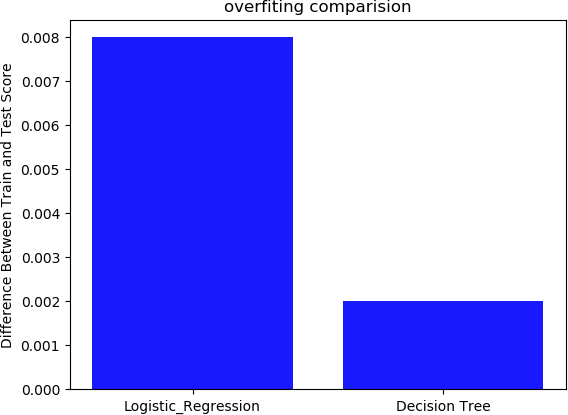 overfiting comparision
Difference Between Train and Test Score
0.008
0.007
0.006
0.005
0.004
0.003
0.002
0.001
0.000
Logistic_Regression
Decision Tree